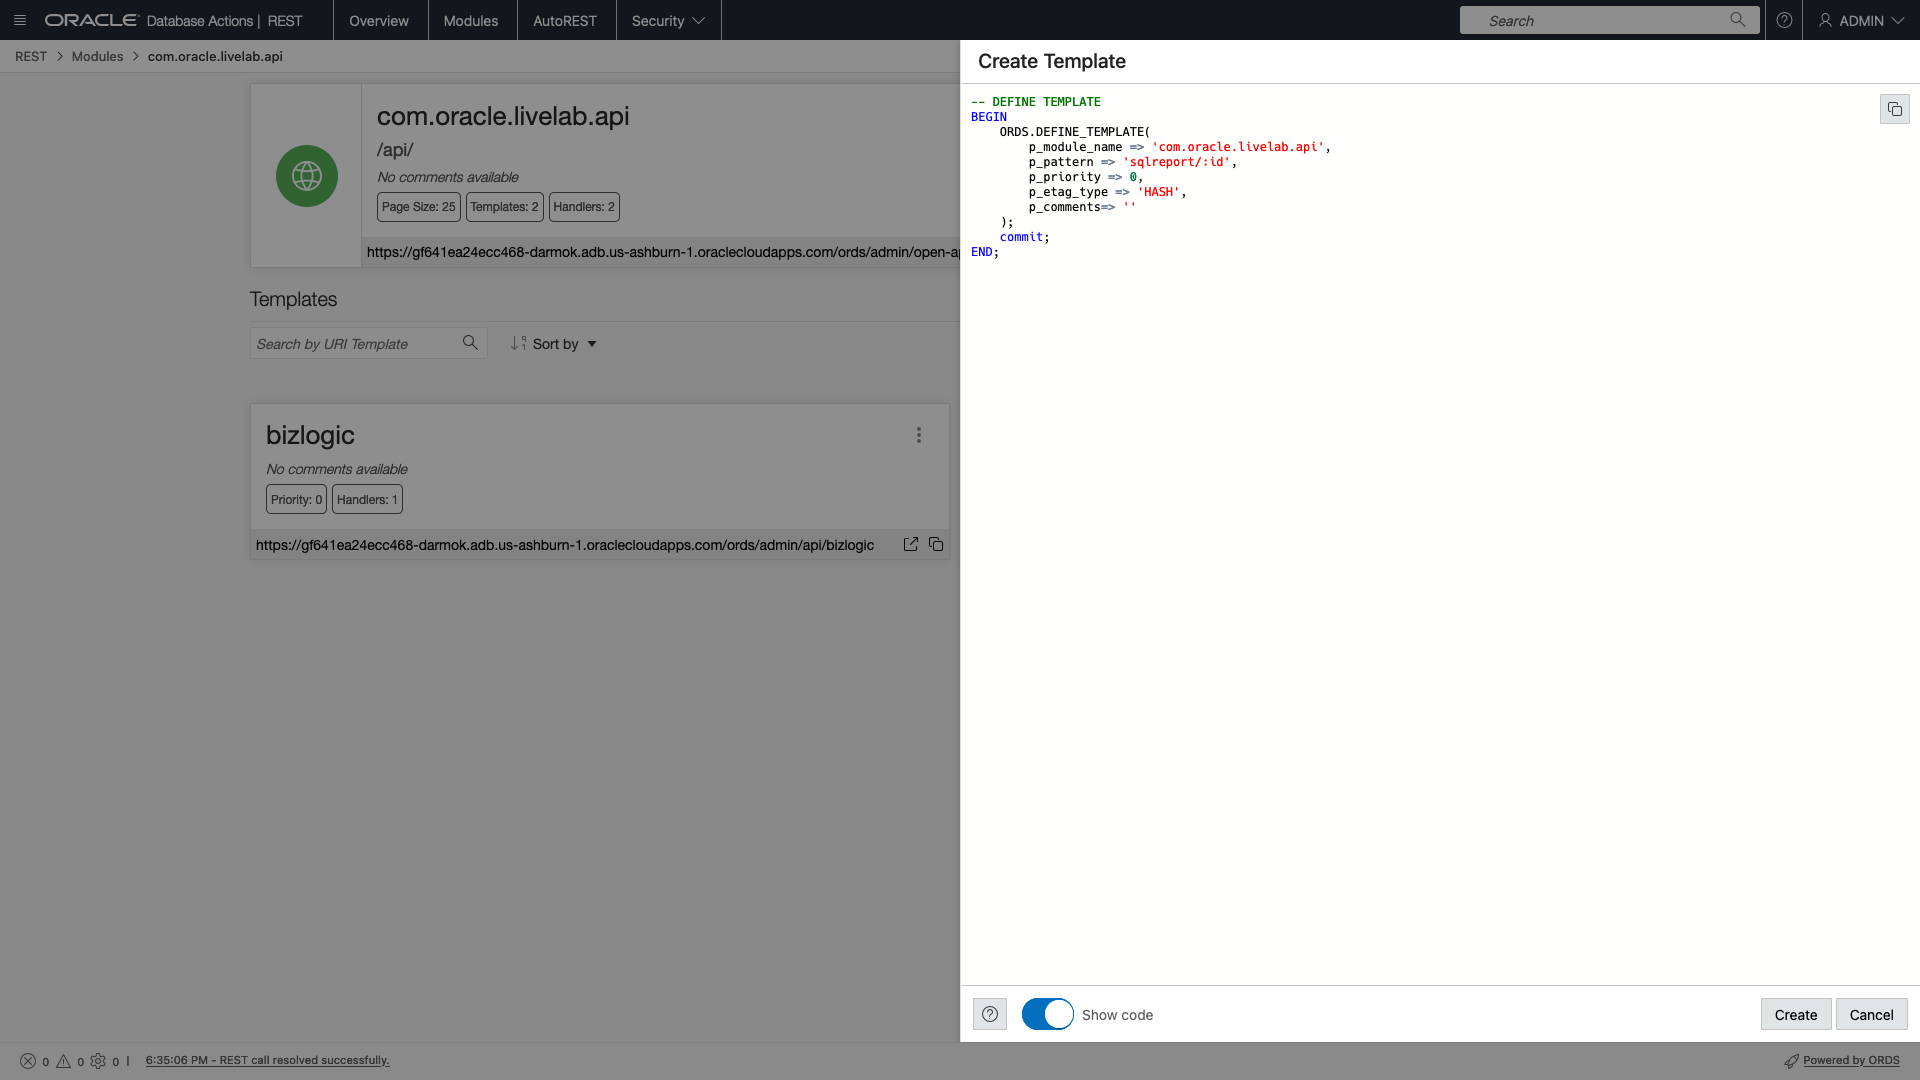 ORACLE Database Actions | REST Overview Modules AutoREST Security Search ADMIN
REST > Modules > com.oracle.livelab.api
com.oracle.livelab.api
/api/
No comments available
Page Size: 25 Templates: 2 Handlers: 2
https://gf641ea24ecc468-darmok.adb.us-ashburn-1.oraclecloudapps.com/ords/admin/open-ap
Templates
Search by URI Template Sort by
bizlogic
No comments available
Priority: 0 Handlers: 1
https://gf641ea24ecc468-darmok.adb.us-ashburn-1.oraclecloudapps.com/ords/admin/api/bizlogic
Create Template
-- DEFINE TEMPLATE
BEGIN
ORDS.DEFINE_TEMPLATE(
p_module_name => 'com.oracle.livelab.api',
p_pattern => 'sqlreport/:id',
p_priority => 0,
p_etag_type => 'HASH',
p_comments=> ''
);
commit;
END;
Show code Create Cancel
0 0 0 | 6:35:06 PM - REST call resolved successfully. Powered by ORDS